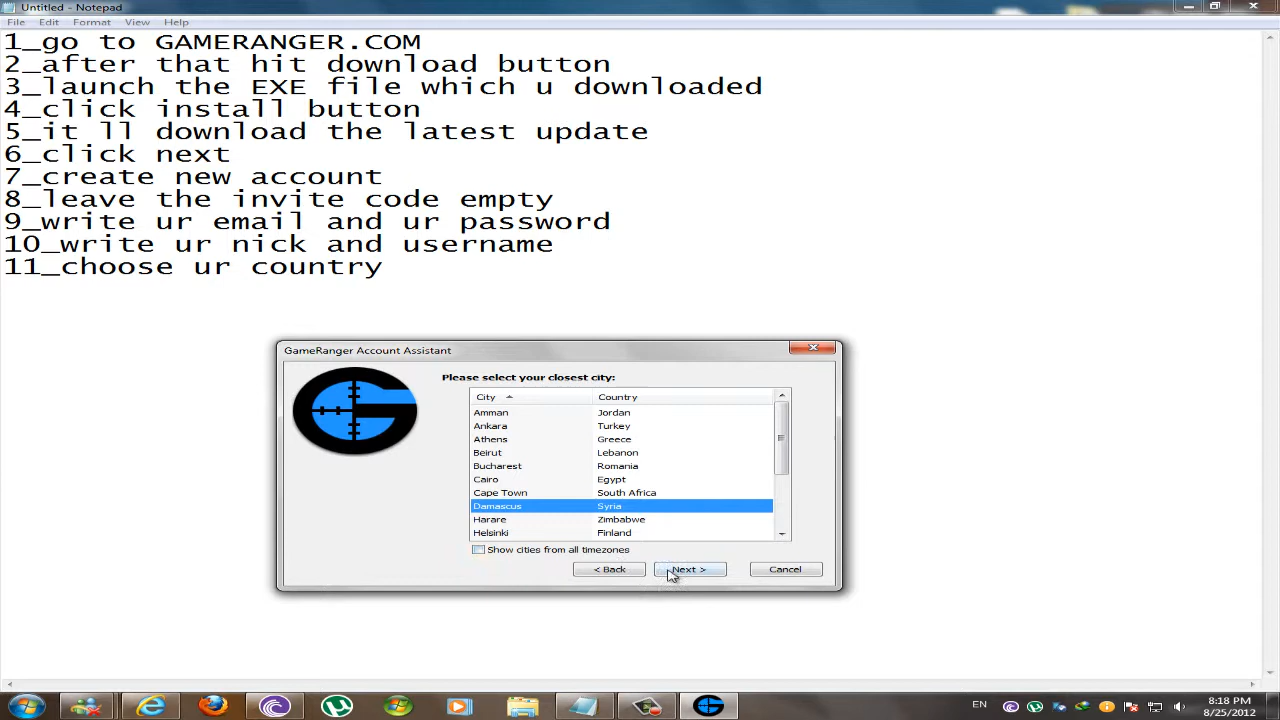 Untitled - Notepad
File Edit Format View Help
1_go to GAMERANGER.COM
2_after that hit download button
3_launch the EXE file which u downloaded
4_click install button
5_it ll download the latest update
6_click next
7_create new account
8_leave the invite code empty
9_write ur email and ur password
10_write ur nick and username
11_choose ur country
GameRanger Account Assistant
Please select your closest city:
City Country
Amman Jordan
Ankara Turkey
Athens Greece
Beirut Lebanon
Bucharest Romania
Cairo Egypt
Cape Town South Africa
Damascus Syria
Harare Zimbabwe
Helsinki Finland
Show cities from all timezones
< Back Next > Cancel
EN 8:18 PM
8/25/2012